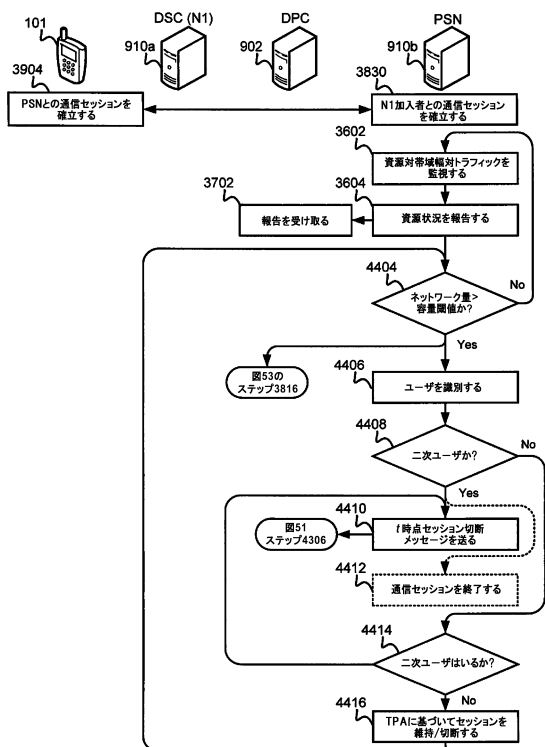 101
DSC (N1)
910a
DPC
902
PSN
910b
3904
PSNとの通信セッションを
確立する
3830
N1加入者との通信セッション
を確立する
3602
資源対帯域幅対トラフィックを
監視する
3702
報告を受け取る
3604
資源状況を報告する
4404
ネットワーク量>
容量閾値か?
No
Yes
図53の
ステップ3816
4406
ユーザを識別する
4408
二次ユーザか?
No
Yes
4410
t時点セッション切断
メッセージを送る
図51
ステップ4306
4412
通信セッションを終了する
4414
二次ユーザはいるか?
No
4416
TPAに基づいてセッションを
維持/切断する